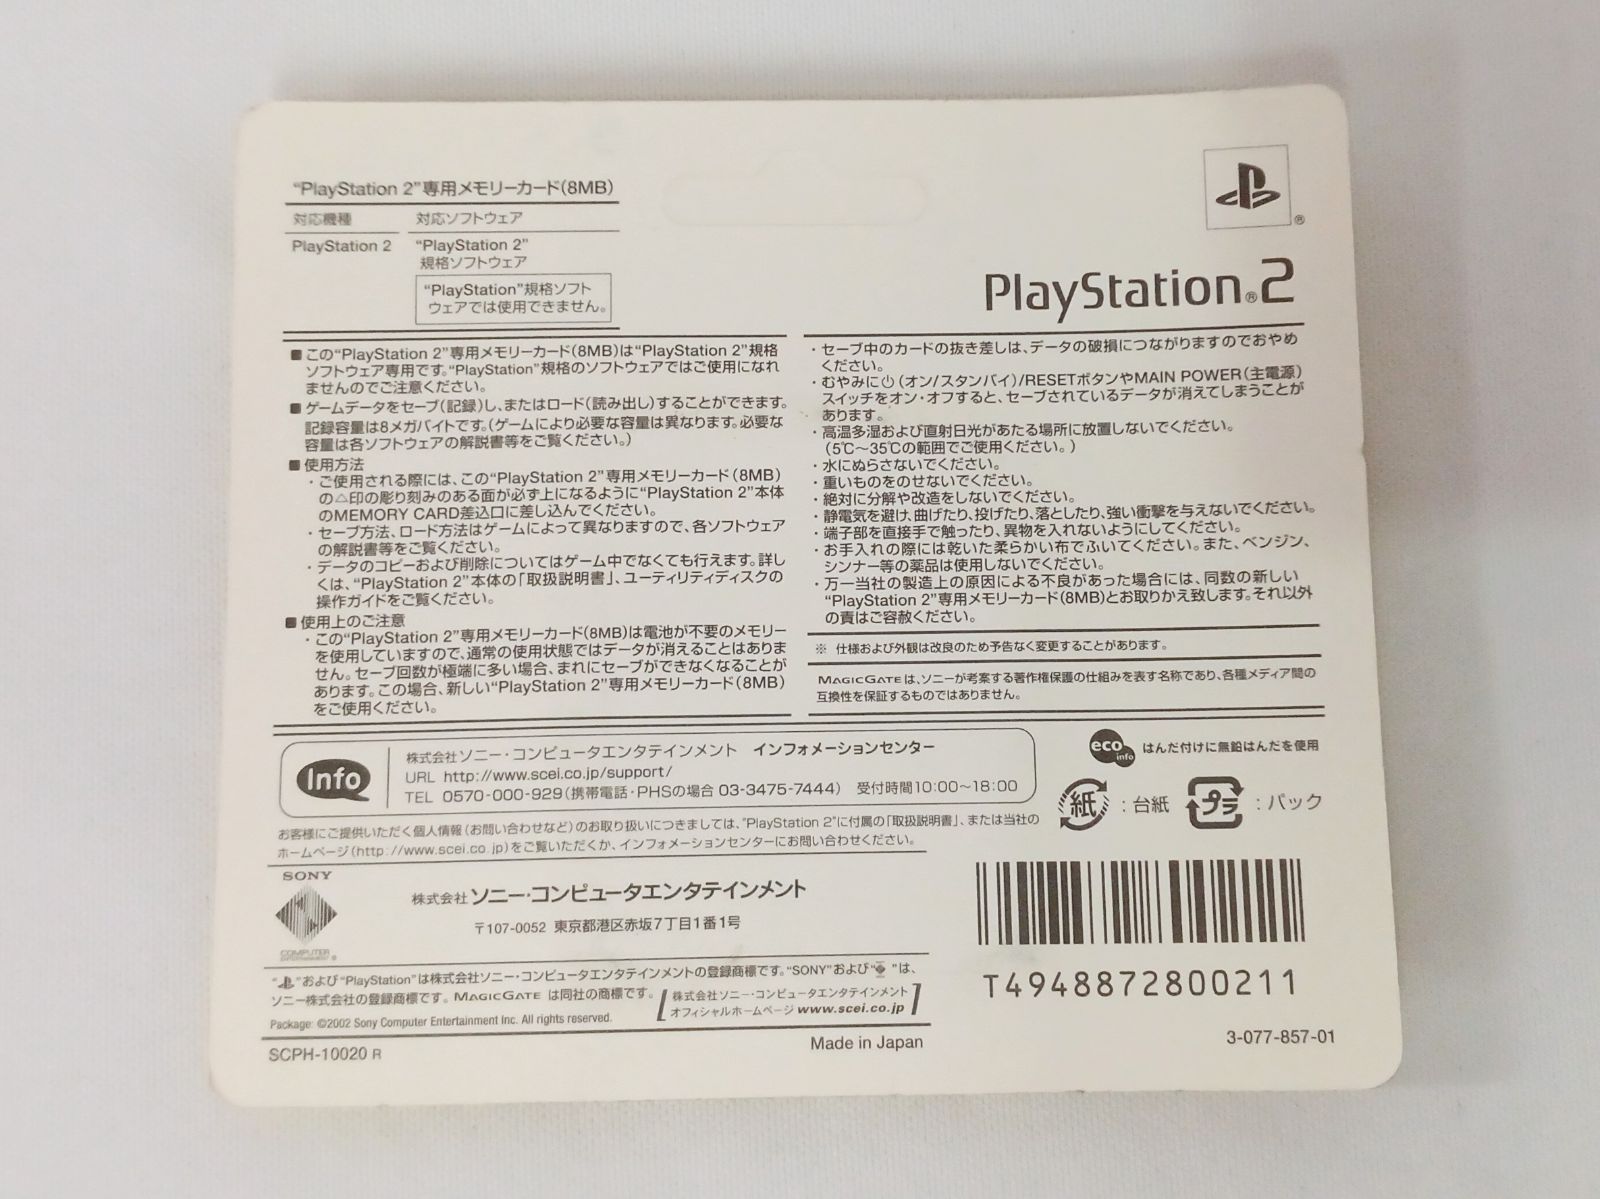 “PlayStation 2”専用メモリーカード(8MB)
対応機種 対応ソフトウェア
PlayStation 2 “PlayStation 2”
規格ソフトウェア
“PlayStation”規格ソフト
ウェアでは使用できません。
PlayStation®2
■この“PlayStation 2”専用メモリーカード(8MB)は“PlayStation 2”規格
ソフトウェア専用です。“PlayStation”規格のソフトウェアではご使用になれ
ませんのでご注意ください。
■ゲームデータをセーブ(記録)し、またはロード(読み出し)することができます。
記録容量は8メガバイトです。(ゲームにより必要な容量は異なります。必要な
容量は各ソフトウェアの解説書等をご覧ください。)
■使用方法
・ご使用される際には、この“PlayStation 2”専用メモリーカード(8MB)
の△印の彫り刻みのある面が必ず上になるように“PlayStation 2”本体
のMEMORY CARD差込口に差し込んでください。
・セーブ方法、ロード方法はゲームによって異なりますので、各ソフトウェア
の解説書等をご覧ください。
・データのコピーおよび削除についてはゲーム中でなくても行えます。詳し
くは、“PlayStation 2”本体の「取扱説明書」、ユーティリティディスクの
操作ガイドをご覧ください。
■使用上のご注意
・この“PlayStation 2”専用メモリーカード(8MB)は電池が不要のメモリー
を使用していますので、通常の使用状態ではデータが消えることはありま
せん。セーブ回数が極端に多い場合、まれにセーブができなくなることが
あります。この場合、新しい“PlayStation 2”専用メモリーカード(8MB)
をご使用ください。
・セーブ中のカードの抜き差しは、データの破損につながりますのでおやめ
ください。
・むやみに⏻(オン/スタンバイ)/RESETボタンやMAIN POWER(主電源)
スイッチをオン・オフすると、セーブされているデータが消えてしまうことが
あります。
・高温多湿および直射日光があたる場所に放置しないでください。
(5℃～35℃の範囲でご使用ください。)
・水にぬらさないでください。
・重いものをのせないでください。
・絶対に分解や改造をしないでください。
・静電気を避け、曲げたり、投げたり、落としたり、強い衝撃を与えないでください。
・端子部を直接手で触ったり、異物を入れないようにしてください。
・お手入れの際には乾いた柔らかい布でふいてください。また、ベンジン、
シンナー等の薬品は使用しないでください。
・万一当社の製造上の原因による不良があった場合には、同数の新しい
“PlayStation 2”専用メモリーカード(8MB)とお取りかえ致します。それ以外
の責はご容赦ください。
※ 仕様および外観は改良のため予告なく変更することがあります。
MAGICGATEは、ソニーが考案する著作権保護の仕組みを表す名称であり、各種メディア間の
互換性を保証するものではありません。
Info
株式会社ソニー・コンピュータエンタテインメント インフォメーションセンター
URL http://www.scei.co.jp/support/
TEL 0570-000-929(携帯電話・PHSの場合 03-3475-7444) 受付時間10:00～18:00
お客様にご提供いただく個人情報(お問い合わせなど)のお取り扱いにつきましては、“PlayStation 2”に付属の「取扱説明書」、または当社の
ホームページ(http://www.scei.co.jp)をご覧いただくか、インフォメーションセンターにお問い合わせください。
eco info はんだ付けに無鉛はんだを使用
紙 : 台紙 プラ : パック
SONY
COMPUTER
ENTERTAINMENT®
株式会社ソニー・コンピュータエンタテインメント
〒107-0052 東京都港区赤坂7丁目1番1号
“ ”および“PlayStation”は株式会社ソニー・コンピュータエンタテインメントの登録商標です。“SONY”および“ ”は、
ソニー株式会社の登録商標です。MAGICGATE は同社の商標です。
株式会社ソニー・コンピュータエンタテインメント
オフィシャルホームページ www.scei.co.jp
Package: ©2002 Sony Computer Entertainment Inc. All rights reserved.
SCPH-10020 R
Made in Japan
T4948872800211
3-077-857-01